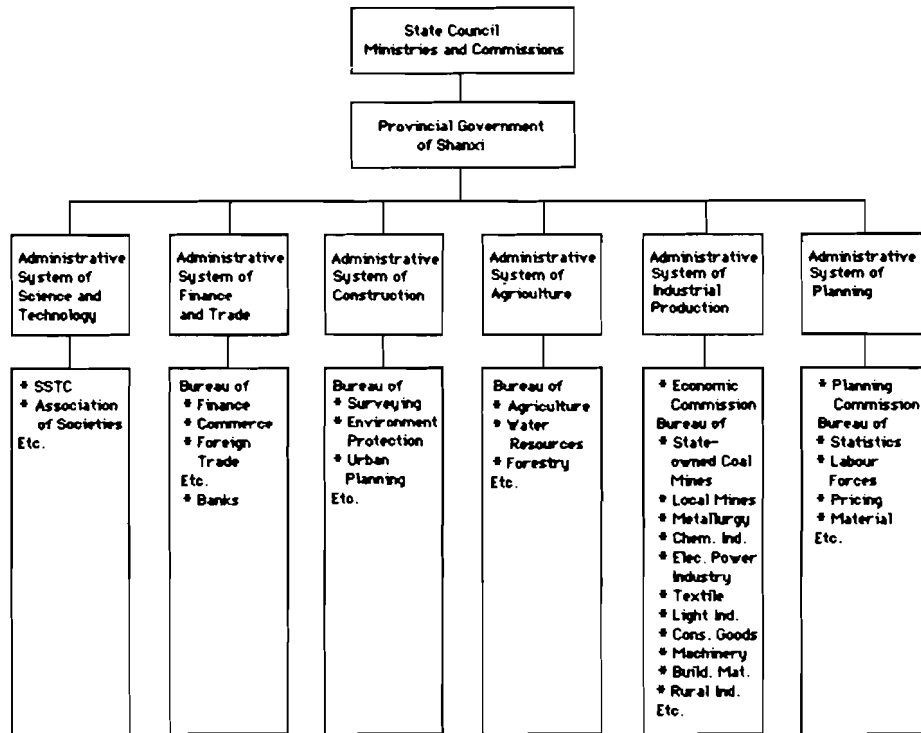 State Council
Ministries and Commissions
Provincial Government
of Shanxi
Administrative
System of
Science and
Technology
Administrative
System of
Finance
and Trade
Administrative
System of
Construction
Administrative
System of
Agriculture
Administrative
System of
Industrial
Production
Administrative
System of
Planning
* SSTC
* Association
of Societies
Etc.
Bureau of
* Finance
* Commerce
* Foreign
Trade
Etc.
* Banks
Bureau of
* Surveying
* Environment
Protection
* Urban
Planning
Etc.
Bureau of
* Agriculture
* Water
Resources
* Forestry
Etc.
* Economic
Commission
Bureau of
* State-
owned Coal
Mines
* Local Mines
* Metallurgy
* Chem. Ind.
* Elec. Power
Industry
* Textile
* Light Ind.
* Cons. Goods
* Machinery
* Build. Mat.
* Rural Ind.
Etc.
* Planning
Commission
Bureau of
* Statistics
* Labour
Forces
* Pricing
* Material
Etc.